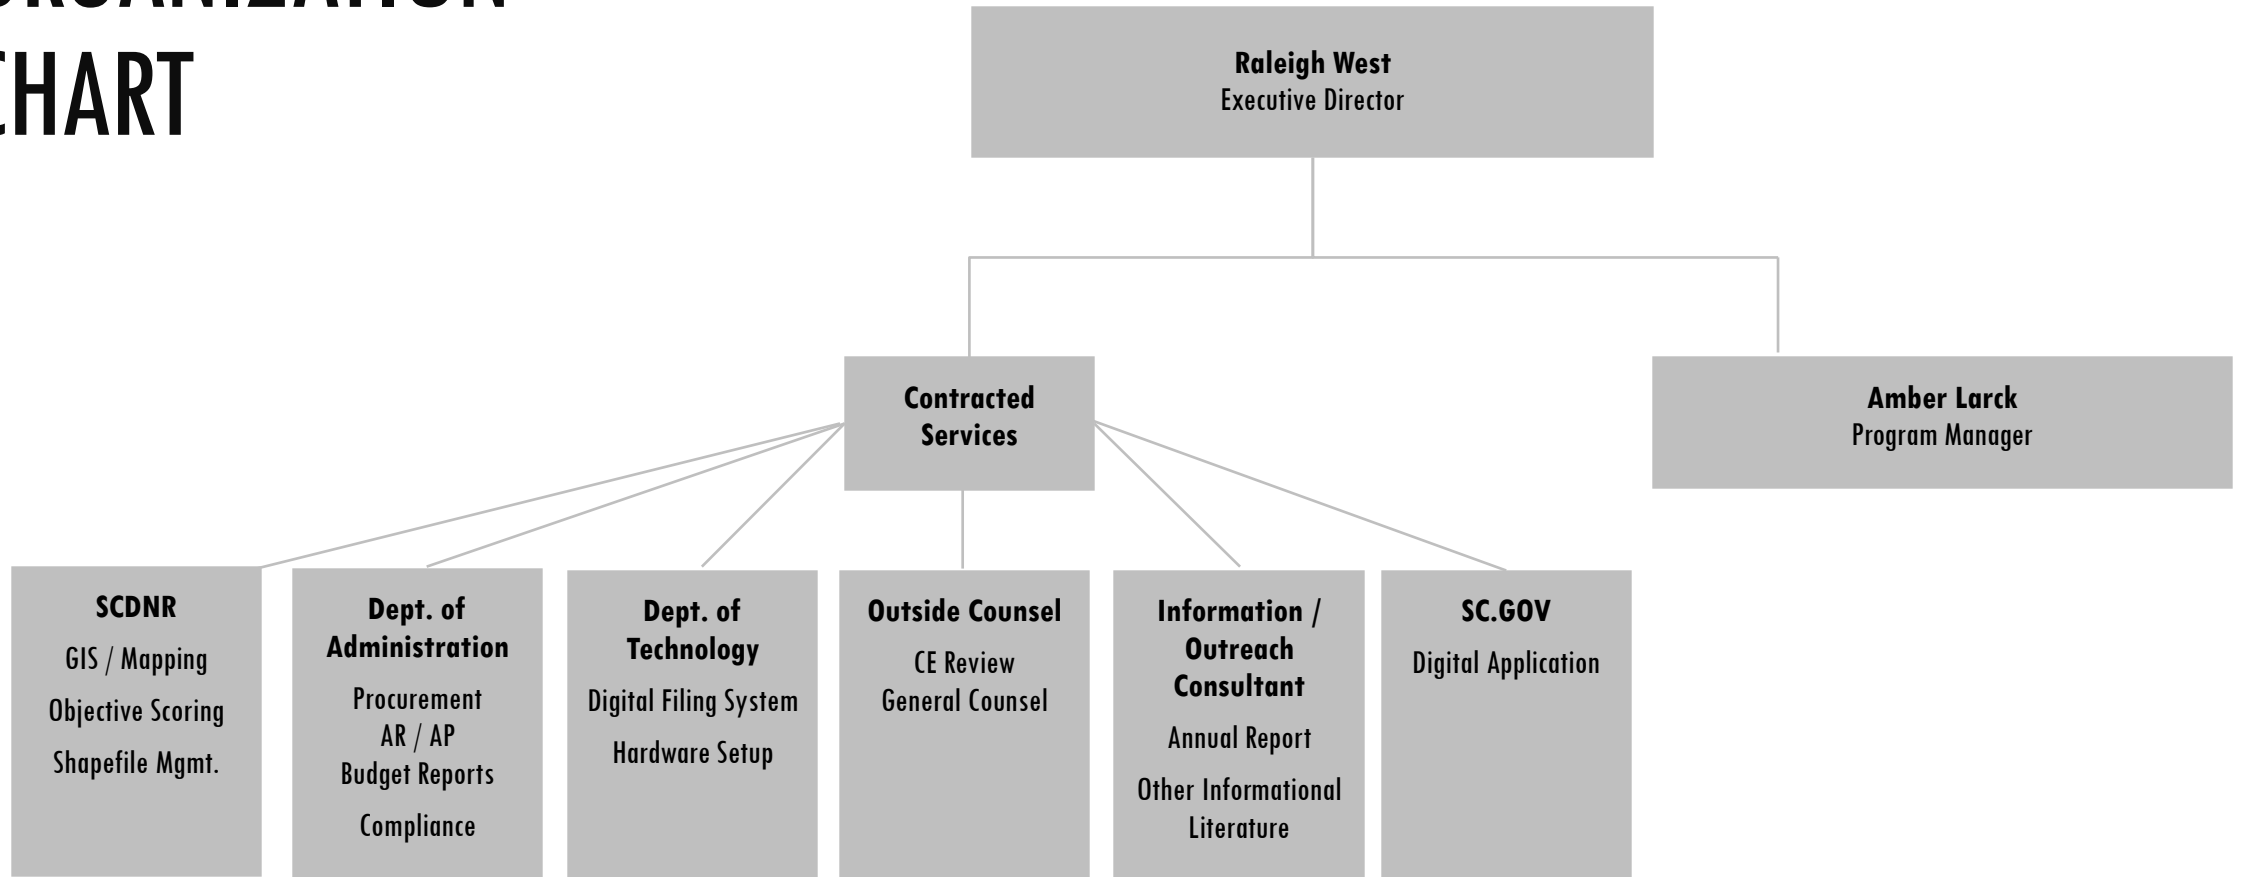 ORGANIZATION
CHART
Raleigh West
Executive Director
Contracted
Services
Amber Larck
Program Manager
SCDNR
GIS / Mapping
Objective Scoring
Shapefile Mgmt.
Dept. of
Administration
Procurement
AR / AP
Budget Reports
Compliance
Dept. of
Technology
Digital Filing System
Hardware Setup
Outside Counsel
CE Review
General Counsel
Information /
Outreach
Consultant
Annual Report
Other Informational
Literature
SC.GOV
Digital Application